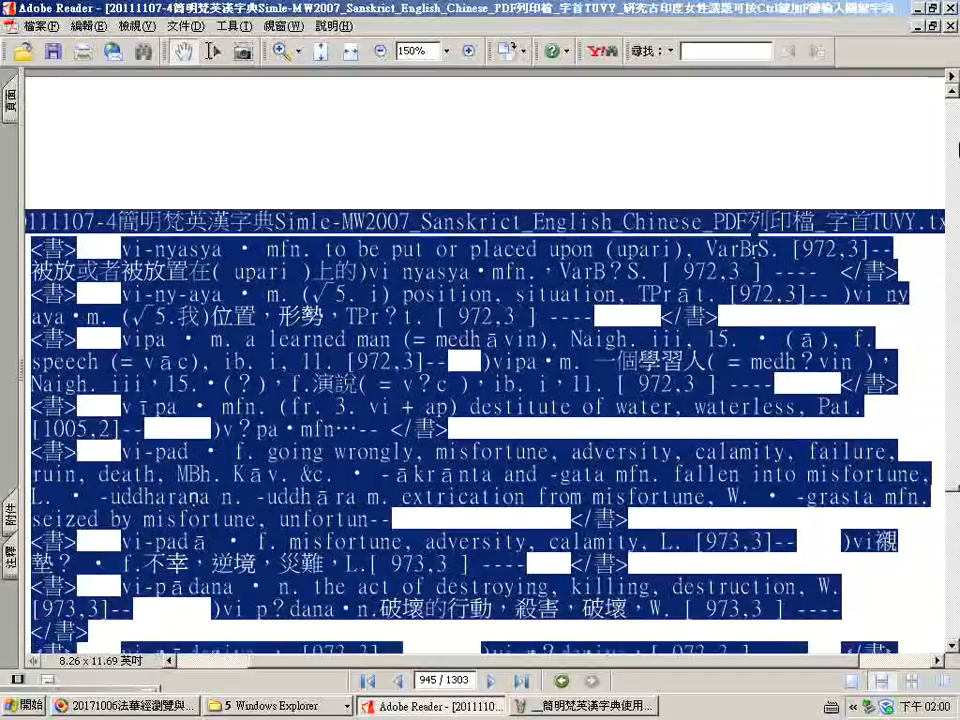 Adobe Reader - [20111107-4簡明梵英漢字典Simle-MW2007_Sanskrict_English_Chinese_PDF列印檔_字首TUVY_研究古印度女性議題可按Ctrl鍵加F鍵輸入關鍵字詞
檔案(F) 編輯(E) 檢視(V) 文件(D) 工具(T) 視窗(W) 說明(H)
150% Y! 尋找:
頁面
111107-4簡明梵英漢字典Simle-MW2007_Sanskrict_English_Chinese_PDF列印檔_字首TUVY.tx
<書> vi-nyasya • mfn. to be put or placed upon (upari), VarBrS. [972,3]--
被放或者被放置在( upari )上的)vi nyasya•mfn.，VarB？S. [ 972,3 ] ---- </書>
<書> vi-ny-aya • m. (√5. i) position, situation, TPrāt. [972,3]-- )vi ny
aya•m. (√5.我)位置，形勢，TPr？t. [ 972,3 ] ---- </書>
<書> vipa • m. a learned man (= medhāvin), Naigh. iii, 15. • (ā), f.
speech (= vāc), ib. i, 11. [972,3]-- )vipa•m. 一個學習人( = medh？vin )，
Naigh. iii，15.•(？)，f.演說( = v？c )，ib. i，11. [ 972,3 ] ---- </書>
<書> vīpa • mfn. (fr. 3. vi + ap) destitute of water, waterless, Pat.
[1005,2]-- )v？pa•mfn…-- </書>
<書> vi-pad • f. going wrongly, misfortune, adversity, calamity, failure,
ruin, death, MBh. Kāv. &c. • -ākrānta and -gata mfn. fallen into misfortune,
L. • -uddharaṇa n. -uddhāra m. extrication from misfortune, W. • -grasta mfn.
seized by misfortune, unfortun-- </書>
<書> vi-padā • f. misfortune, adversity, calamity, L. [973,3]-- )vi襯
墊？ • f.不幸，逆境，災難，L.[ 973,3 ] ---- </書>
<書> vi-pādana • n. the act of destroying, killing, destruction, W.
[973,3]-- )vi p？dana•n.破壞的行動，殺害，破壞，W. [ 973,3 ] ----
</書>
附件
注釋
8.26 x 11.69 英吋
945 / 1303
開始 20171006法華經瀏覽與... 5 Windows Explorer Adobe Reader - [2011110... __簡明梵英漢字典使用... 下午 02:00